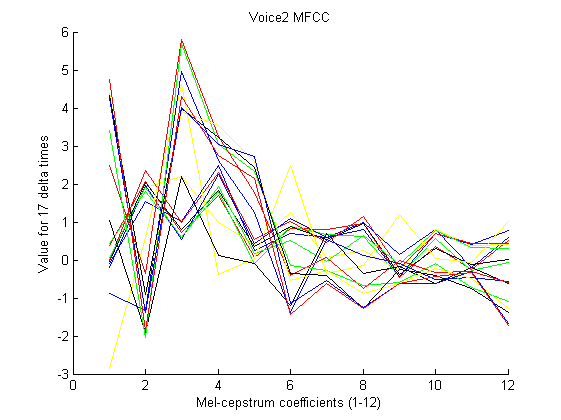 Voice2 MFCC
Value for 17 delta times
6
5
4
3
2
1
0
-1
-2
-3
0 2 4 6 8 10 12
Mel-cepstrum coefficients (1-12)